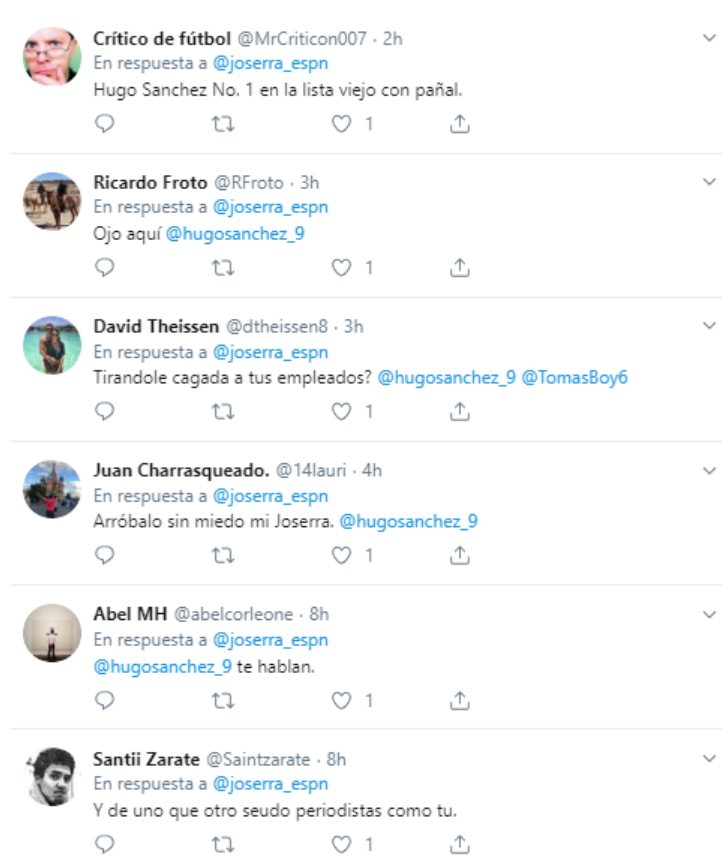 Crítico de fútbol @MrCriticon007 · 2h
En respuesta a @joserra_espn
Hugo Sanchez No. 1 en la lista viejo con pañal.
1
Ricardo Froto @RFroto · 3h
En respuesta a @joserra_espn
Ojo aquí @hugosanchez_9
1
David Theissen @dtheissen8 · 3h
En respuesta a @joserra_espn
Tirandole cagada a tus empleados? @hugosanchez_9 @TomasBoy6
1
Juan Charrasqueado. @14lauri · 4h
En respuesta a @joserra_espn
Arróbalo sin miedo mi Joserra. @hugosanchez_9
1
Abel MH @abelcorleone · 8h
En respuesta a @joserra_espn
@hugosanchez_9 te hablan.
1
Santii Zarate @Saintzarate · 8h
En respuesta a @joserra_espn
Y de uno que otro seudo periodistas como tu.
1